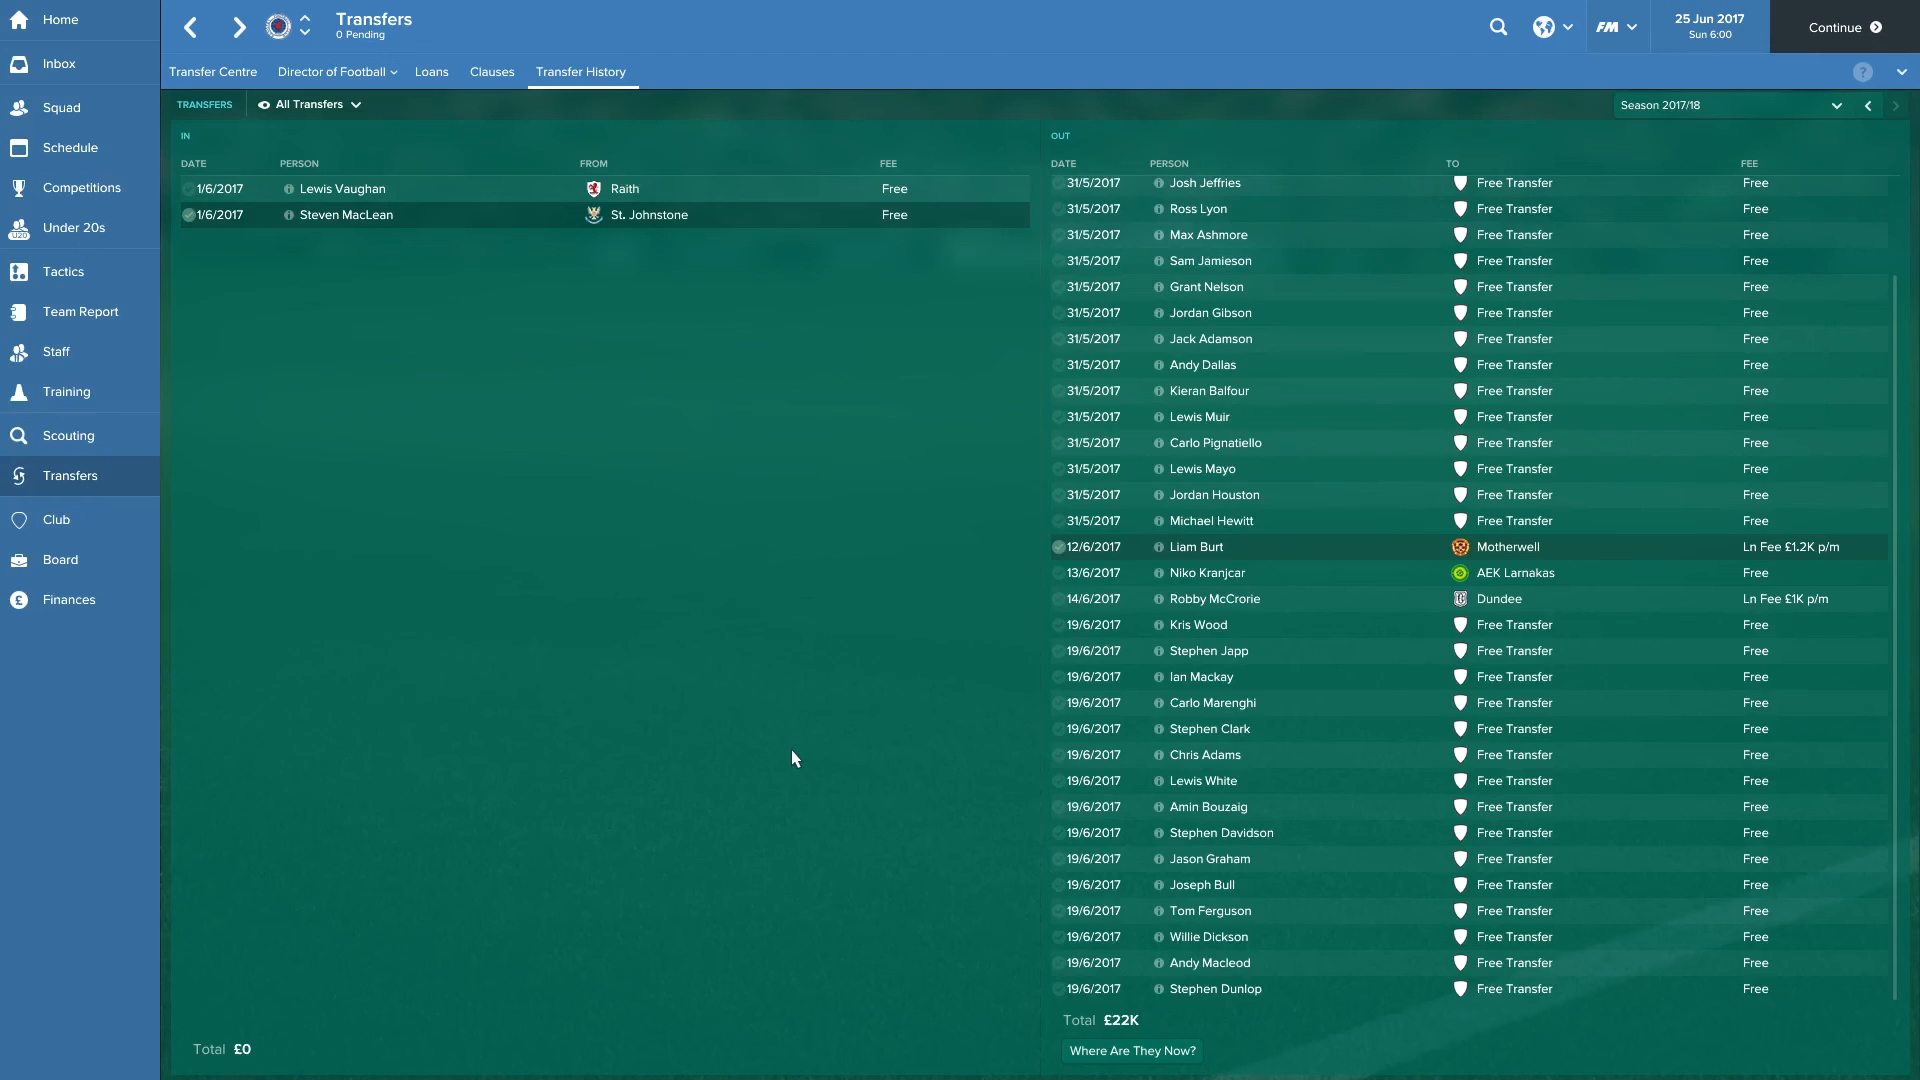 Home
Inbox
Squad
Schedule
Competitions
U20
Under 20s
Tactics
Team Report
Staff
Training
Scouting
Transfers
Club
Board
£
Finances
Transfers
0 Pending
FM
25 Jun 2017
Sun 6:00
Continue
Transfer Centre
Director of Football
Loans
Clauses
Transfer History
?
TRANSFERS
All Transfers
Season 2017/18
IN
DATE PERSON FROM FEE
1/6/2017 Lewis Vaughan Raith Free
1/6/2017 Steven MacLean St. Johnstone Free
Total £0
OUT
DATE PERSON TO FEE
31/5/2017 Josh Jeffries Free Transfer Free
31/5/2017 Ross Lyon Free Transfer Free
31/5/2017 Max Ashmore Free Transfer Free
31/5/2017 Sam Jamieson Free Transfer Free
31/5/2017 Grant Nelson Free Transfer Free
31/5/2017 Jordan Gibson Free Transfer Free
31/5/2017 Jack Adamson Free Transfer Free
31/5/2017 Andy Dallas Free Transfer Free
31/5/2017 Kieran Balfour Free Transfer Free
31/5/2017 Lewis Muir Free Transfer Free
31/5/2017 Carlo Pignatiello Free Transfer Free
31/5/2017 Lewis Mayo Free Transfer Free
31/5/2017 Jordan Houston Free Transfer Free
31/5/2017 Michael Hewitt Free Transfer Free
12/6/2017 Liam Burt Motherwell Ln Fee £1.2K p/m
13/6/2017 Niko Kranjcar AEK Larnakas Free
14/6/2017 Robby McCrorie Dundee Ln Fee £1K p/m
19/6/2017 Kris Wood Free Transfer Free
19/6/2017 Stephen Japp Free Transfer Free
19/6/2017 Ian Mackay Free Transfer Free
19/6/2017 Carlo Marenghi Free Transfer Free
19/6/2017 Stephen Clark Free Transfer Free
19/6/2017 Chris Adams Free Transfer Free
19/6/2017 Lewis White Free Transfer Free
19/6/2017 Amin Bouzaig Free Transfer Free
19/6/2017 Stephen Davidson Free Transfer Free
19/6/2017 Jason Graham Free Transfer Free
19/6/2017 Joseph Bull Free Transfer Free
19/6/2017 Tom Ferguson Free Transfer Free
19/6/2017 Willie Dickson Free Transfer Free
19/6/2017 Andy Macleod Free Transfer Free
19/6/2017 Stephen Dunlop Free Transfer Free
Total £22K
Where Are They Now?